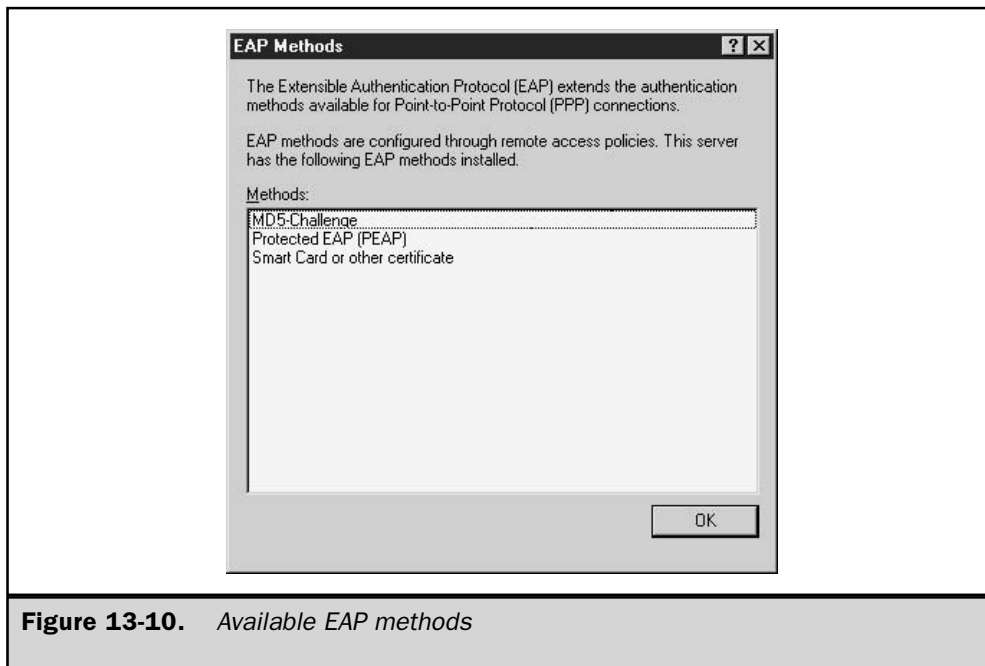 EAP Methods
The Extensible Authentication Protocol (EAP) extends the authentication
methods available for Point-to-Point Protocol (PPP) connections.
EAP methods are configured through remote access policies. This server
has the following EAP methods installed.
Methods:
MD5-Challenge
Protected EAP (PEAP)
Smart Card or other certificate
OK
Figure 13-10. Available EAP methods